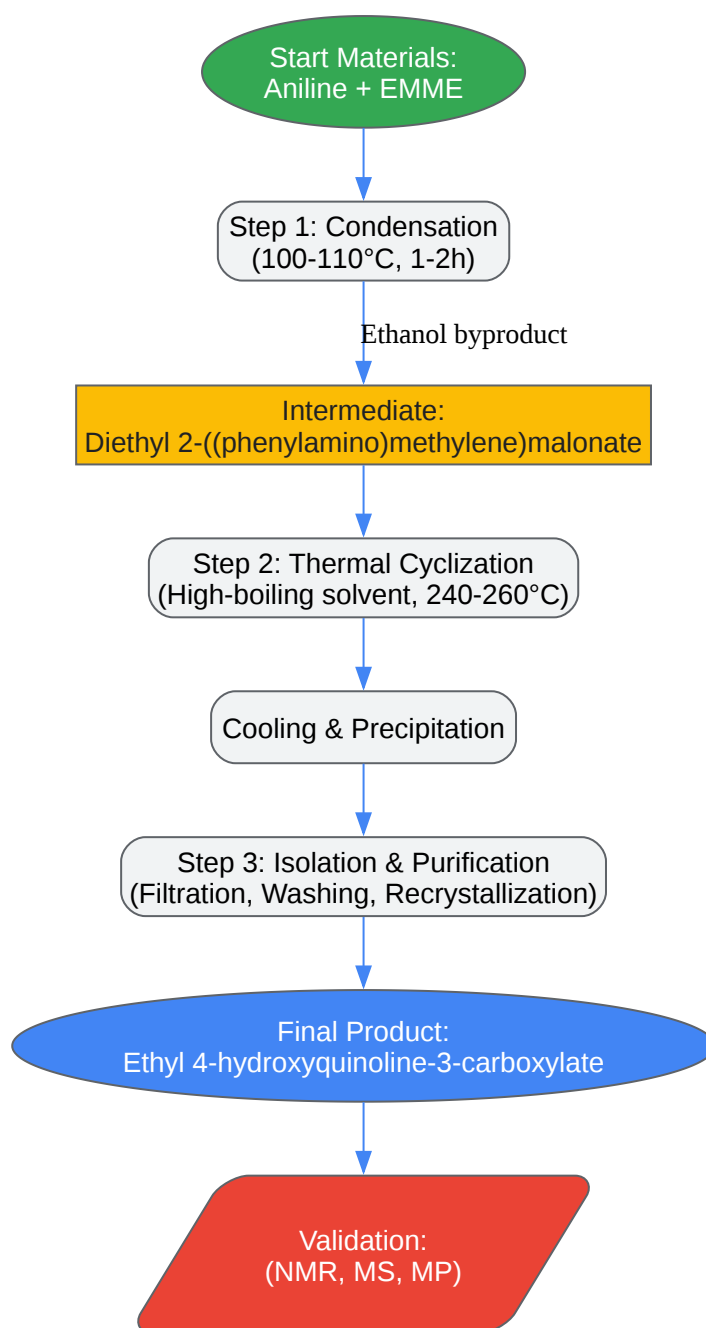 Start Materials:
Aniline + EMME
Step 1: Condensation
(100-110°C, 1-2h)
Ethanol byproduct
Intermediate:
Diethyl 2-((phenylamino)methylene)malonate
Step 2: Thermal Cyclization
(High-boiling solvent, 240-260°C)
Cooling & Precipitation
Step 3: Isolation & Purification
(Filtration, Washing, Recrystallization)
Final Product:
Ethyl 4-hydroxyquinoline-3-carboxylate
Validation:
(NMR, MS, MP)